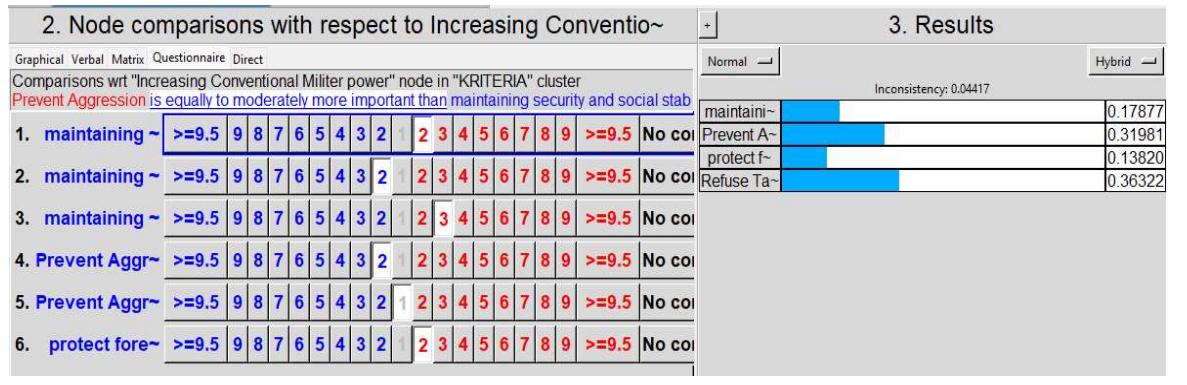 2. Node comparisons with respect to Increasing Conventio~
Graphical Verbal Matrix Questionnaire Direct
Comparisons wrt "Increasing Conventional Militer power" node in "KRITERIA" cluster
Prevent Aggression is equally to moderately more important than maintaining security and social stab
1. maintaining ~ >=9.5 9 8 7 6 5 4 3 2 1 2 3 4 5 6 7 8 9 >=9.5 No co
2. maintaining ~ >=9.5 9 8 7 6 5 4 3 2 1 2 3 4 5 6 7 8 9 >=9.5 No co
3. maintaining ~ >=9.5 9 8 7 6 5 4 3 2 1 2 3 4 5 6 7 8 9 >=9.5 No co
4. Prevent Aggr~ >=9.5 9 8 7 6 5 4 3 2 1 2 3 4 5 6 7 8 9 >=9.5 No co
5. Prevent Aggr~ >=9.5 9 8 7 6 5 4 3 2 1 2 3 4 5 6 7 8 9 >=9.5 No co
6. protect fore~ >=9.5 9 8 7 6 5 4 3 2 1 2 3 4 5 6 7 8 9 >=9.5 No co
+ 3. Results
Normal Hybrid
Inconsistency: 0.04417
maintaini~ 0.17877
Prevent A~ 0.31981
protect f~ 0.13820
Refuse Ta~ 0.36322